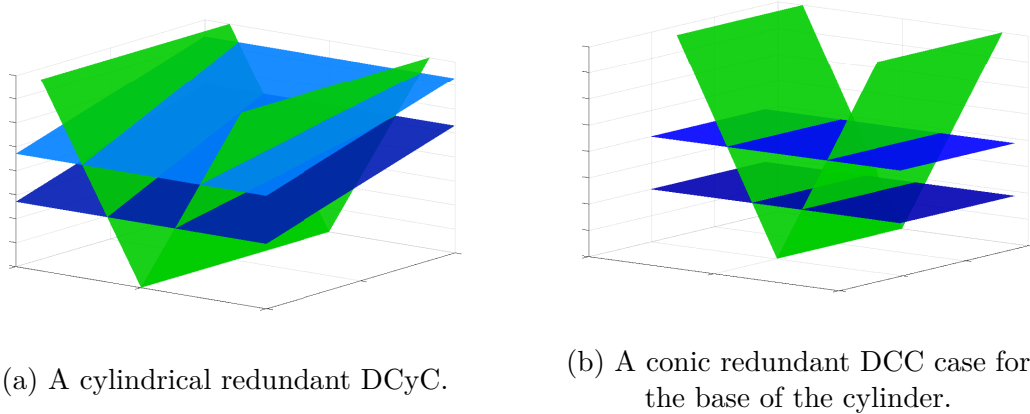 (a) A cylindrical redundant DCyC.
(b) A conic redundant DCC case for
the base of the cylinder.